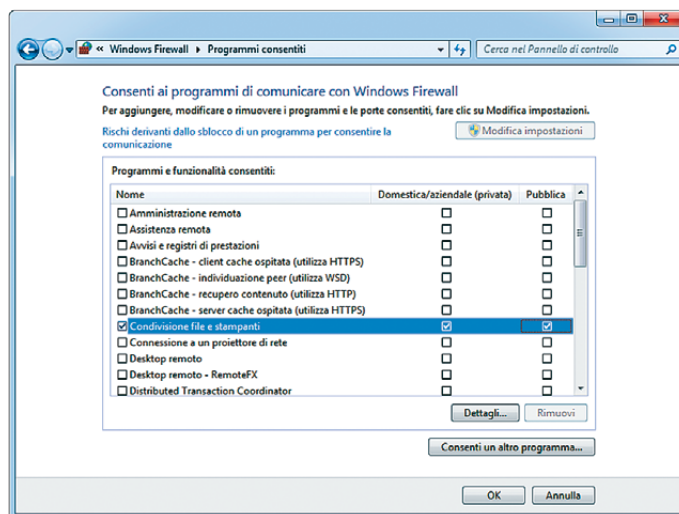 « Windows Firewall ▸ Programmi consentiti
Cerca nel Pannello di controllo
Consenti ai programmi di comunicare con Windows Firewall
Per aggiungere, modificare o rimuovere i programmi e le porte consentiti, fare clic su Modifica impostazioni.
Rischi derivanti dallo sblocco di un programma per consentire la
comunicazione
Modifica impostazioni
Programmi e funzionalità consentiti:
Nome Domestica/aziendale (privata) Pubblica
Amministrazione remota
Assistenza remota
Avvisi e registri di prestazioni
BranchCache - client cache ospitata (utilizza HTTPS)
BranchCache - individuazione peer (utilizza WSD)
BranchCache - recupero contenuto (utilizza HTTP)
BranchCache - server cache ospitata (utilizza HTTPS)
Condivisione file e stampanti
Connessione a un proiettore di rete
Desktop remoto
Desktop remoto - RemoteFX
Distributed Transaction Coordinator
Dettagli... Rimuovi
Consenti un altro programma...
OK Annulla